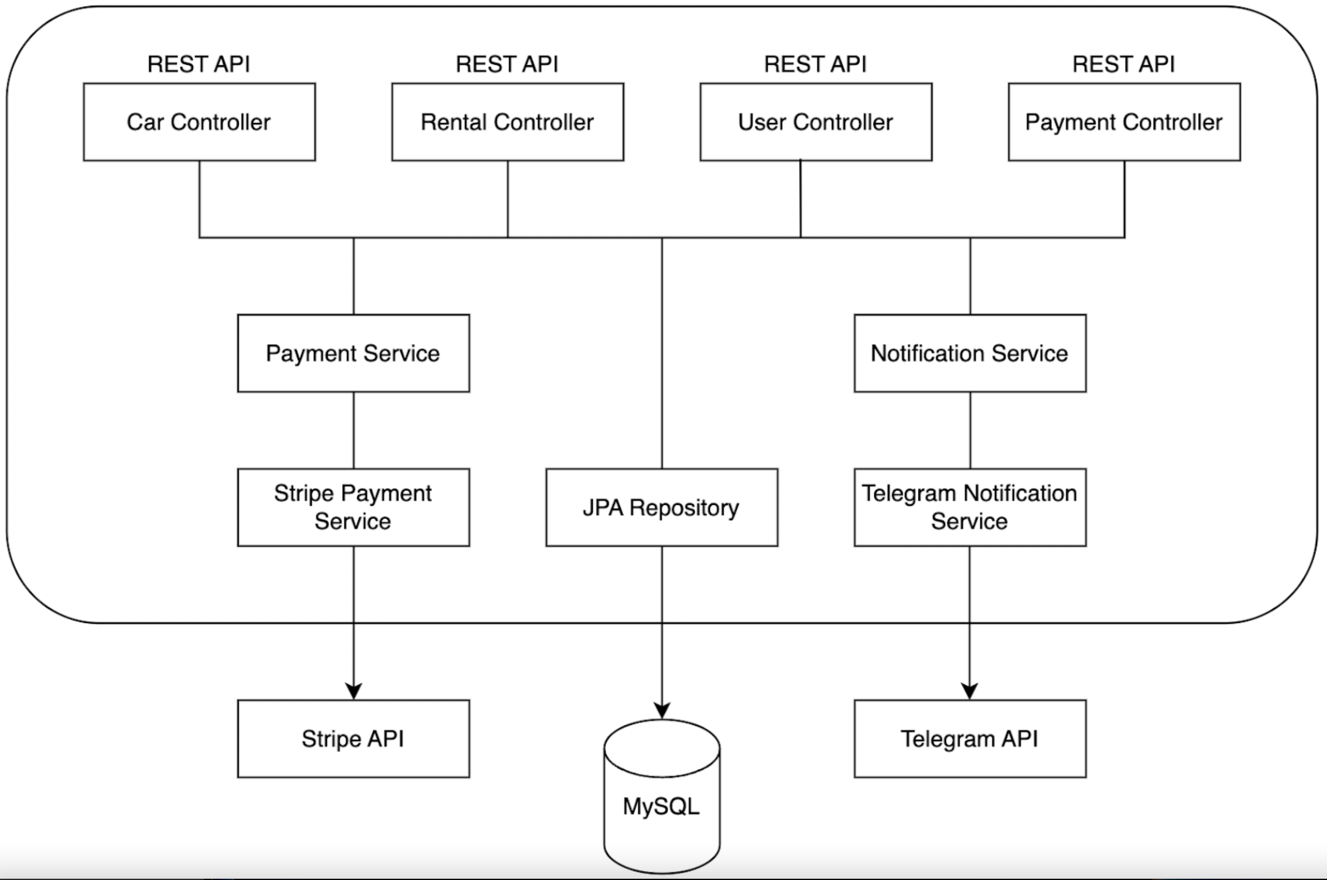 REST API
REST API
REST API
REST API
Car Controller
Rental Controller
User Controller
Payment Controller
Payment Service
Notification Service
Stripe Payment
Service
JPA Repository
Telegram Notification
Service
Stripe API
MySQL
Telegram API